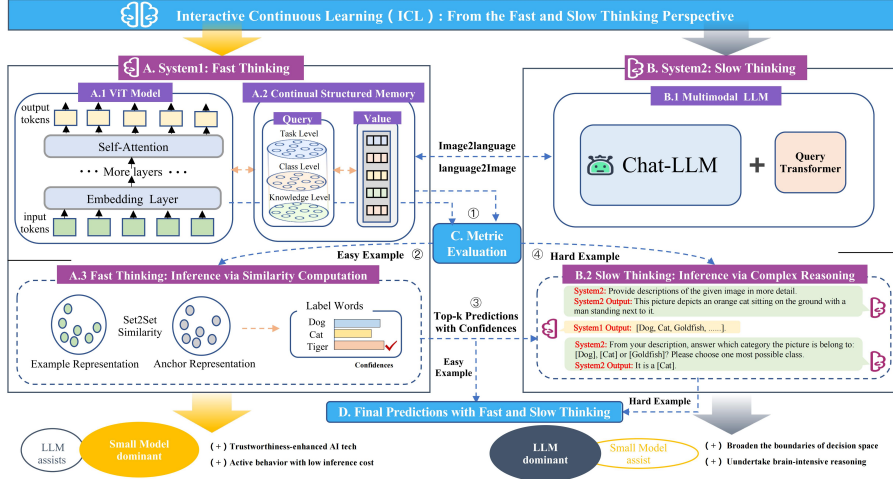 Interactive Continuous Learning ( ICL ) : From the Fast and Slow Thinking Perspective
A. System1: Fast Thinking
B. System2: Slow Thinking
A.1 ViT Model
output
tokens
Self-Attention
··· More layers ···
Embedding Layer
input
tokens
A.2 Continual Structured Memory
Query
Value
Task Level
Class Level
Knowledge Level
Image2language
language2Image
B.1 Multimodal LLM
Chat-LLM
+
Query
Transformer
①
C. Metric
Evaluation
Easy Example ②
④ Hard Example
A.3 Fast Thinking: Inference via Similarity Computation
Set2Set
Similarity
Example Representation
Anchor Representation
Label Words
Dog
Cat
Tiger
Confidences
③
Top-k Predictions
with Confidences
Easy
Example
B.2 Slow Thinking: Inference via Complex Reasoning
System2: Provide descriptions of the given image in more detail.
System2 Output: This picture depicts an orange cat sitting on the ground with a
man standing next to it.
System1 Output: [Dog, Cat, Goldfish, ......].
System2: From your description, answer which category the picture is belong to:
[Dog], [Cat] or [Goldfish]? Please choose one most possible class.
System2 Output: It is a [Cat].
Hard Example
D. Final Predictions with Fast and Slow Thinking
LLM
assists
Small Model
dominant
(+) Trustworthiness-enhanced AI tech
(+) Active behavior with low inference cost
LLM
dominant
Small Model
assist
(+) Broaden the boundaries of decision space
(+) Uundertake brain-intensive reasoning